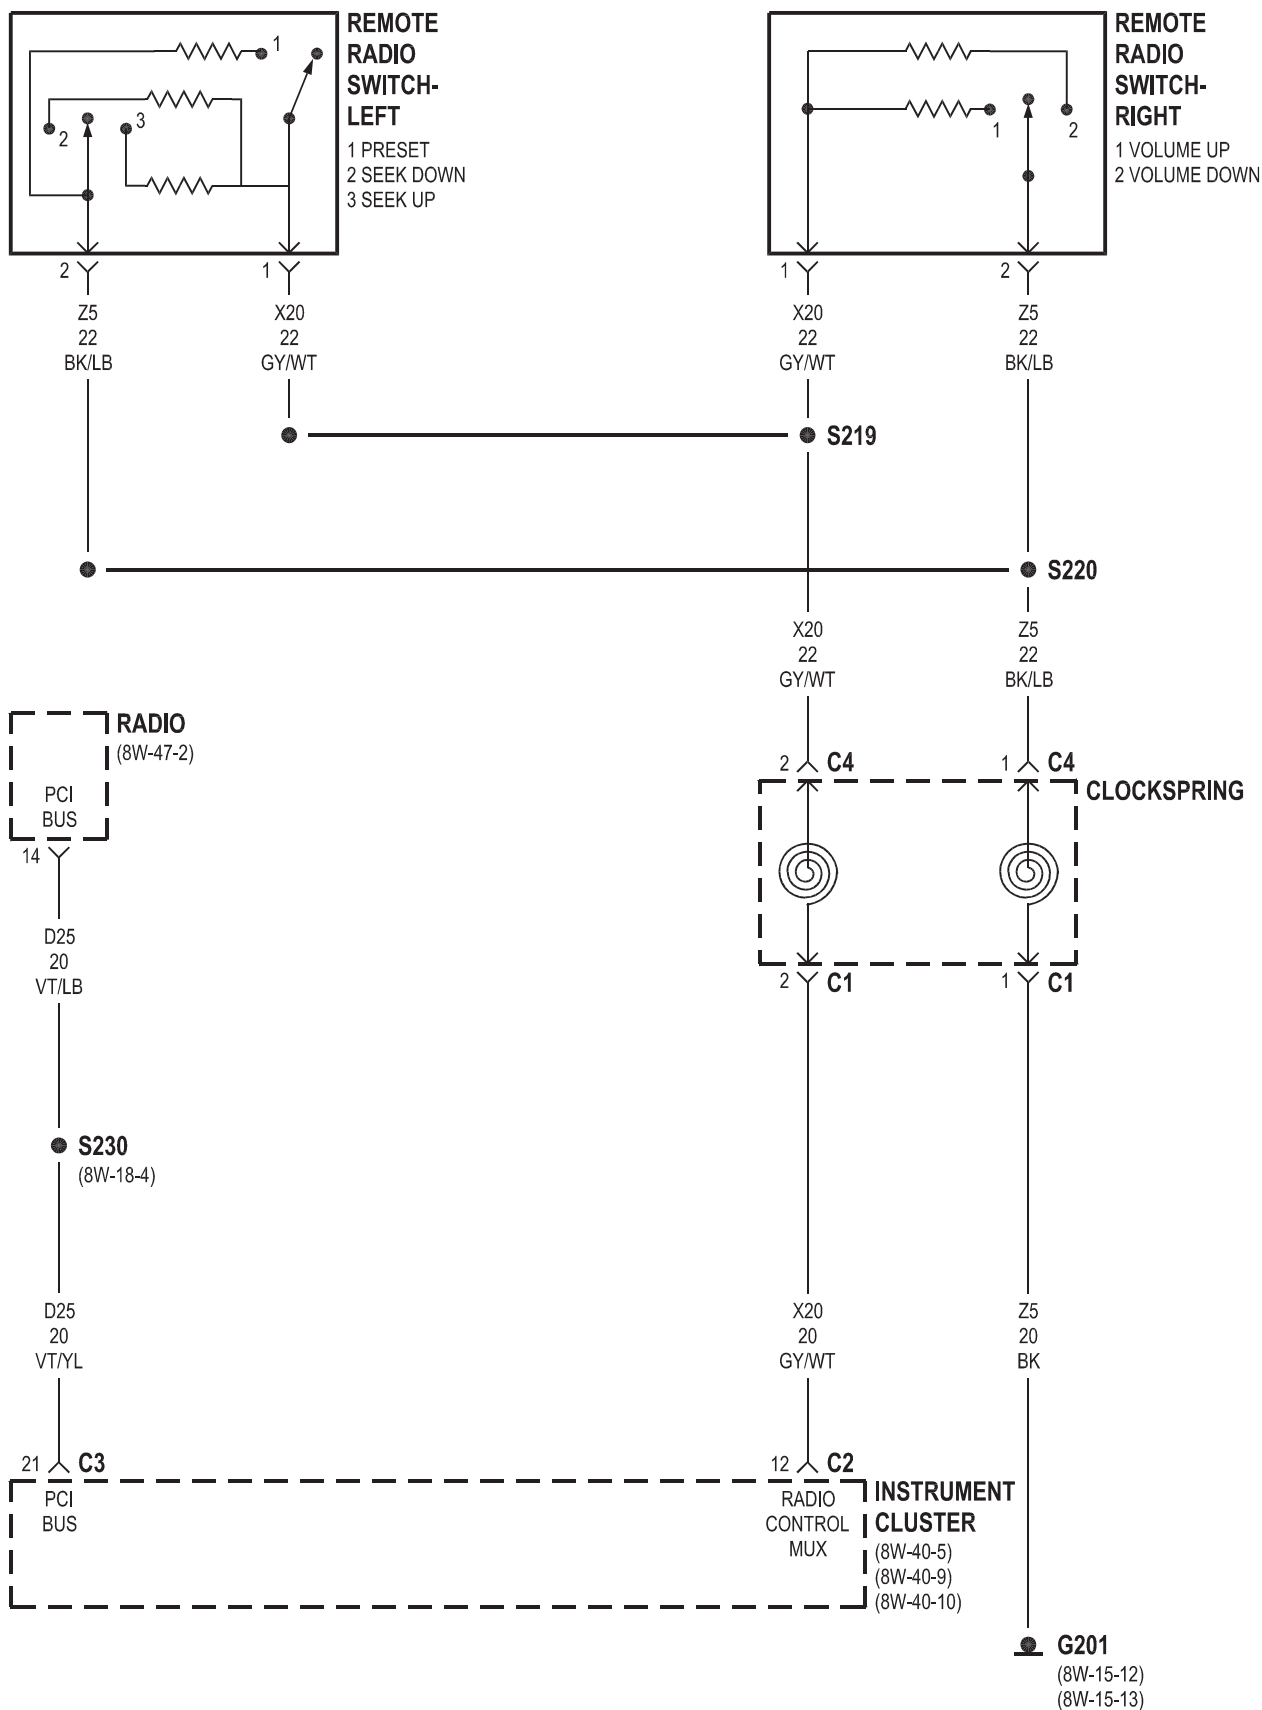 REMOTE
RADIO
SWITCH-
LEFT
1 PRESET
2 SEEK DOWN
3 SEEK UP
1
2
3
2
1
Z5
22
BK/LB
X20
22
GY/WT
REMOTE
RADIO
SWITCH-
RIGHT
1 VOLUME UP
2 VOLUME DOWN
1
2
1
2
X20
22
GY/WT
Z5
22
BK/LB
S219
S220
X20
22
GY/WT
Z5
22
BK/LB
2 C4
1 C4
CLOCKSPRING
2 C1
1 C1
RADIO
(8W-47-2)
PCI
BUS
14
D25
20
VT/LB
S230
(8W-18-4)
D25
20
VT/YL
X20
20
GY/WT
Z5
20
BK
21 C3
PCI
BUS
12 C2
RADIO
CONTROL
MUX
INSTRUMENT
CLUSTER
(8W-40-5)
(8W-40-9)
(8W-40-10)
G201
(8W-15-12)
(8W-15-13)